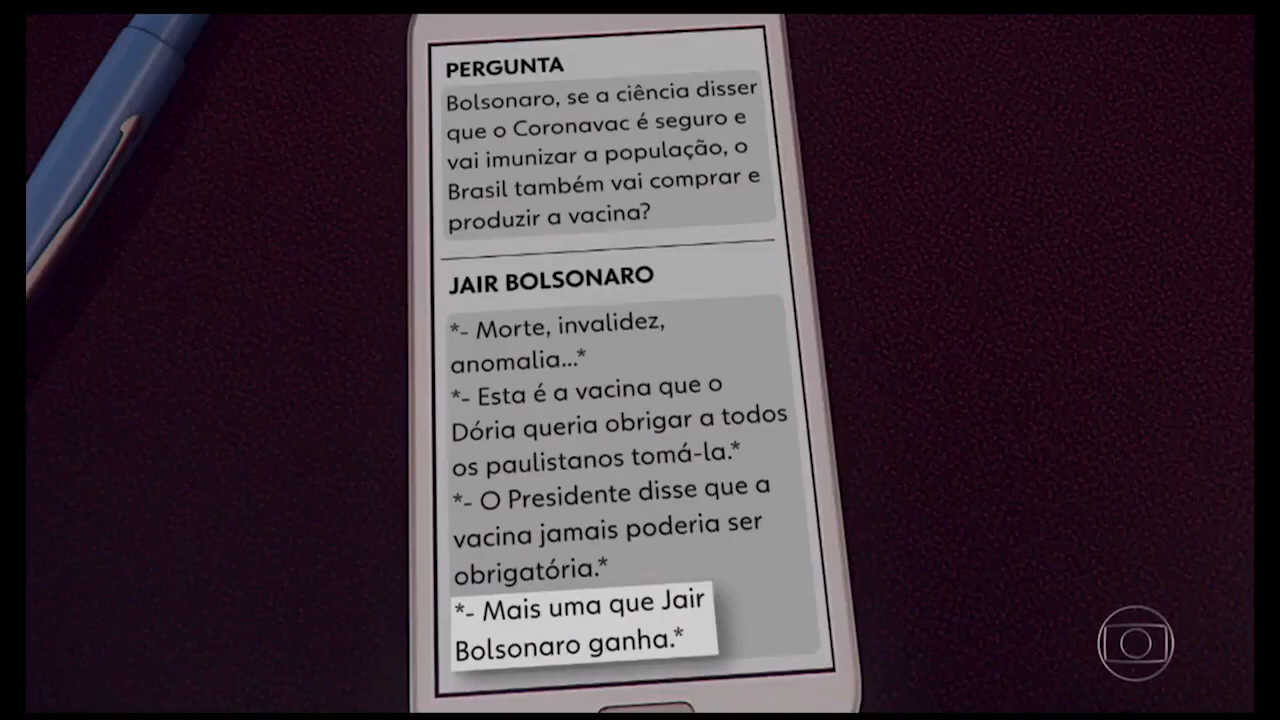 PERGUNTA
Bolsonaro, se a ciência disser
que o Coronavac é seguro e
vai imunizar a população, o
Brasil também vai comprar e
produzir a vacina?
JAIR BOLSONARO
*- Morte, invalidez,
anomalia...*
*- Esta é a vacina que o
Dória queria obrigar a todos
os paulistanos tomá-la.*
*- O Presidente disse que a
vacina jamais poderia ser
obrigatória.*
*- Mais uma que Jair
Bolsonaro ganha.*